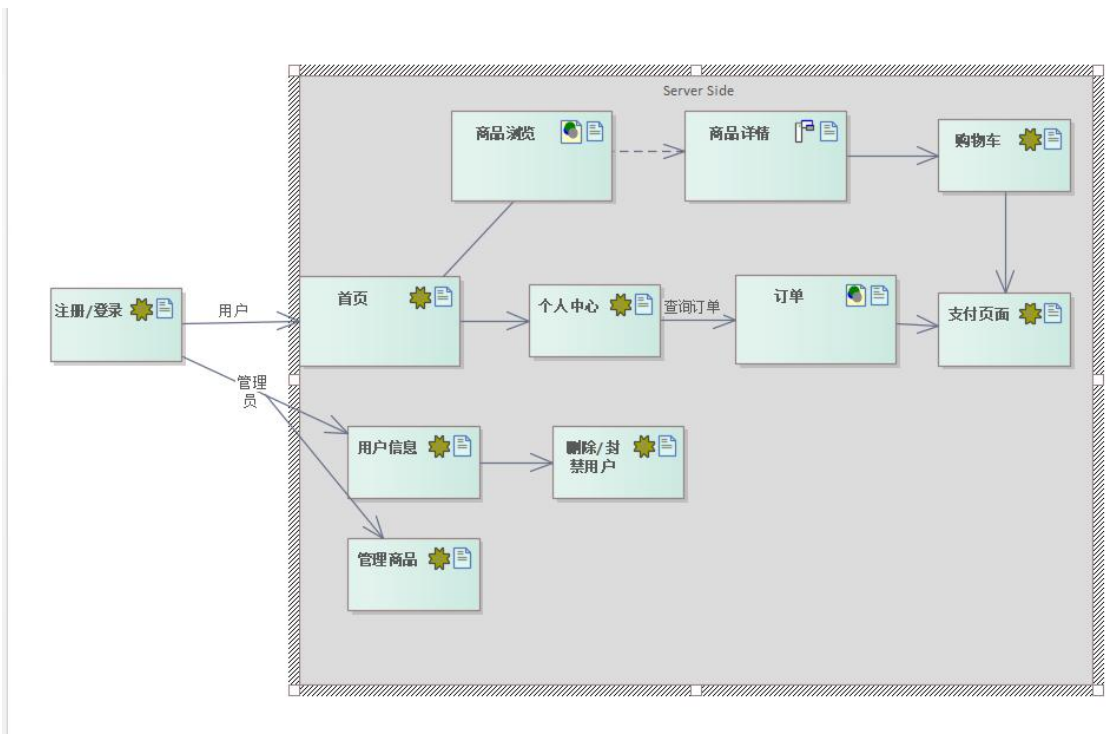 Server Side
商品浏览
商品详情
购物车
注册/登录
用户
首页
个人中心
查询订单
订单
支付页面
管理
员
用户信息
删除/封
禁用户
管理商品